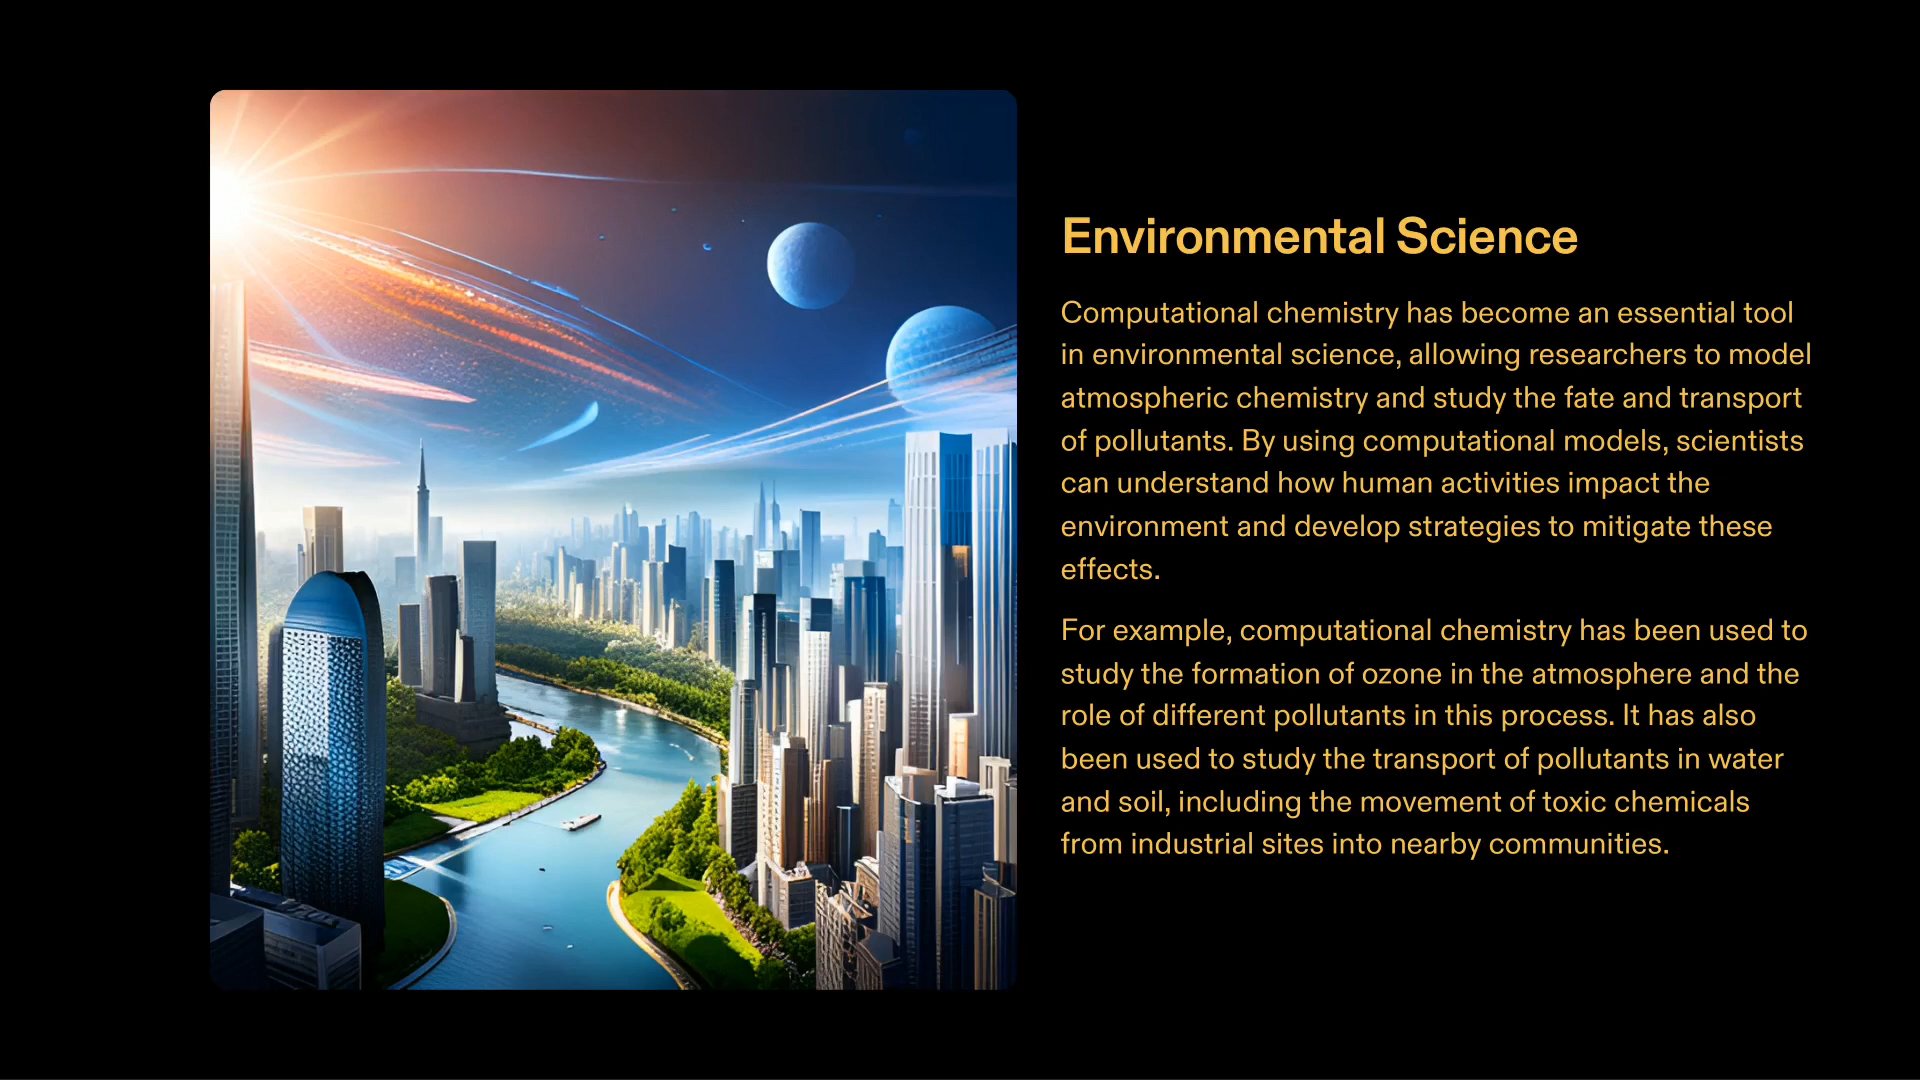 Environmental Science
Computational chemistry has become an essential tool
in environmental science, allowing researchers to model
atmospheric chemistry and study the fate and transport
of pollutants. By using computational models, scientists
can understand how human activities impact the
environment and develop strategies to mitigate these
effects.
For example, computational chemistry has been used to
study the formation of ozone in the atmosphere and the
role of different pollutants in this process. It has also
been used to study the transport of pollutants in water
and soil, including the movement of toxic chemicals
from industrial sites into nearby communities.